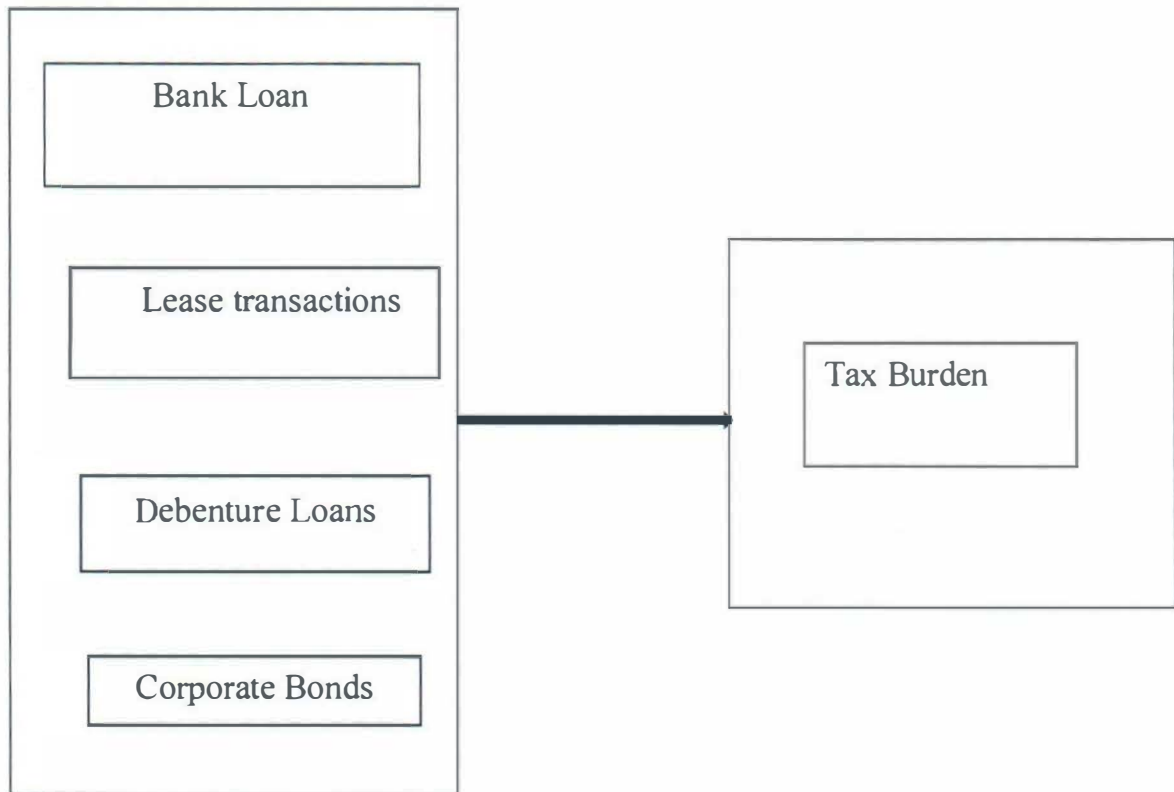 Bank Loan
Lease transactions
Tax Burden
Debenture Loans
Corporate Bonds